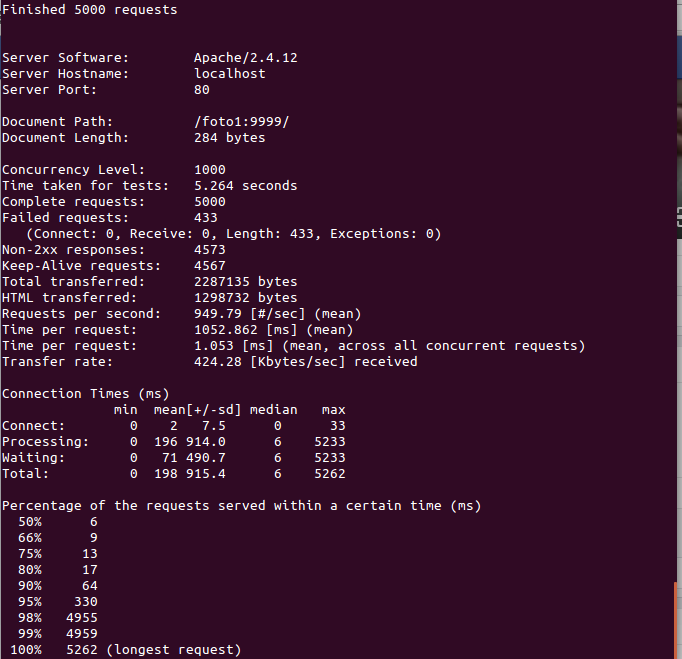 Finished 5000 requests
Server Software: Apache/2.4.12
Server Hostname: localhost
Server Port: 80
Document Path: /foto1:9999/
Document Length: 284 bytes
Concurrency Level: 1000
Time taken for tests: 5.264 seconds
Complete requests: 5000
Failed requests: 433
(Connect: 0, Receive: 0, Length: 433, Exceptions: 0)
Non-2xx responses: 4573
Keep-Alive requests: 4567
Total transferred: 2287135 bytes
HTML transferred: 1298732 bytes
Requests per second: 949.79 [#/sec] (mean)
Time per request: 1052.862 [ms] (mean)
Time per request: 1.053 [ms] (mean, across all concurrent requests)
Transfer rate: 424.28 [Kbytes/sec] received
Connection Times (ms)
min mean[+/-sd] median max
Connect: 0 2 7.5 0 33
Processing: 0 196 914.0 6 5233
Waiting: 0 71 490.7 6 5233
Total: 0 198 915.4 6 5262
Percentage of the requests served within a certain time (ms)
50% 6
66% 9
75% 13
80% 17
90% 64
95% 330
98% 4955
99% 4959
100% 5262 (longest request)